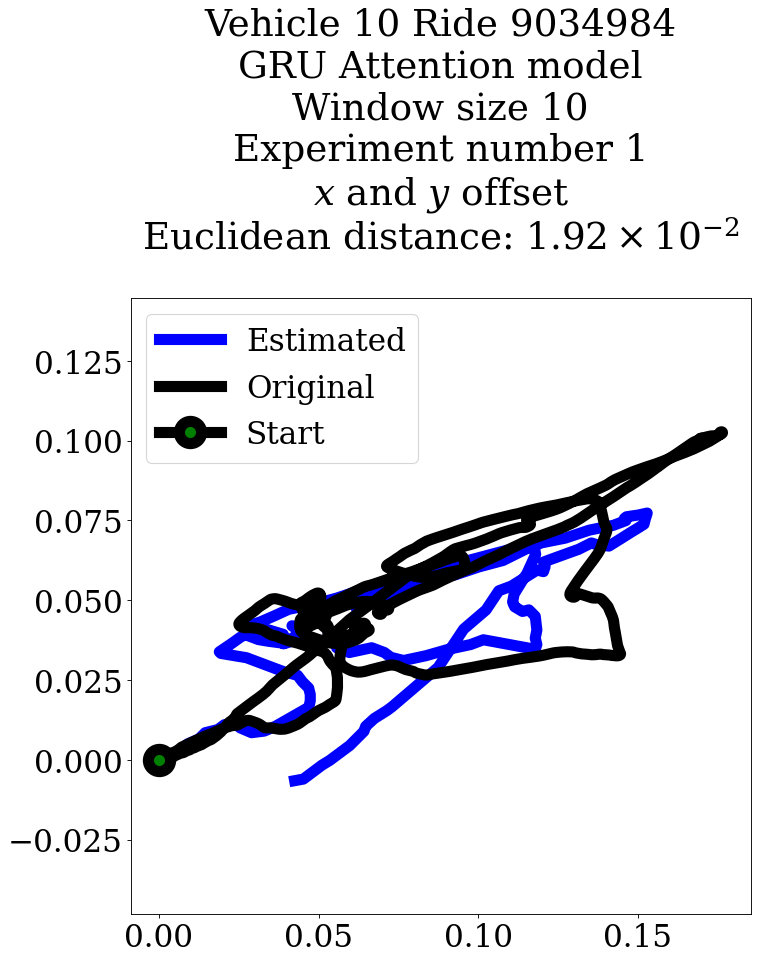 Vehicle 10 Ride 9034984
GRU Attention model
Window size 10
Experiment number 1
x and y offset
Euclidean distance: 1.92 × 10⁻²
Estimated
Original
Start
0.125
0.100
0.075
0.050
0.025
0.000
−0.025
0.00 0.05 0.10 0.15